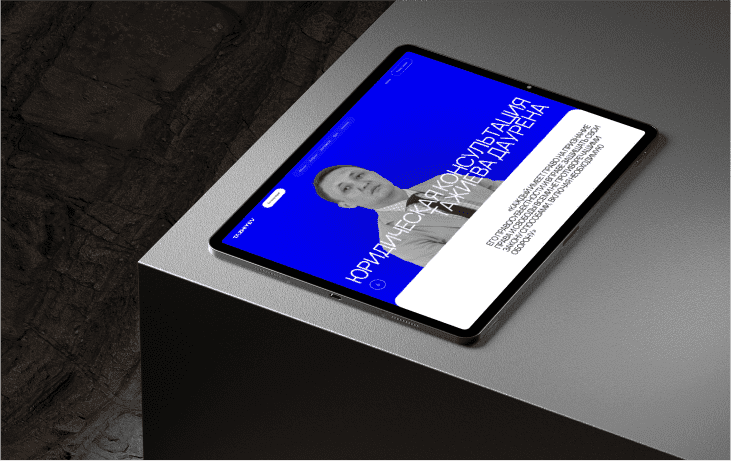 ЮРИДИЧЕСКАЯ КОНСУЛЬТАЦИЯ
ТАЖИЕВА ДАУРЕНА
«КАЖДЫЙ ИМЕЕТ ПРАВО НА ПРИЗНАНИЕ
ЕГО ПРАВОСУБЪЕКТНОСТИ И ВПРАВЕ ЗАЩИЩАТЬ СВОИ
ПРАВА И СВОБОДЫ ВСЕМИ НЕ ПРОТИВОРЕЧАЩИМИ
ЗАКОНУ СПОСОБАМИ, ВКЛЮЧАЯ НЕОБХОДИМУЮ
ОБОРОНУ»